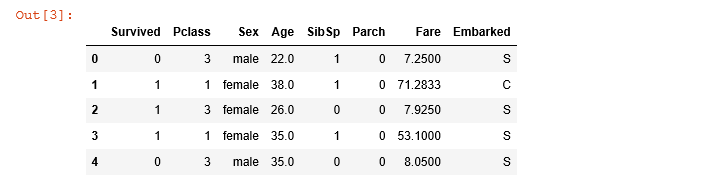 Out[3]:
Survived Pclass Sex Age SibSp Parch Fare Embarked
0 0 3 male 22.0 1 0 7.2500 S
1 1 1 female 38.0 1 0 71.2833 C
2 1 3 female 26.0 0 0 7.9250 S
3 1 1 female 35.0 1 0 53.1000 S
4 0 3 male 35.0 0 0 8.0500 S